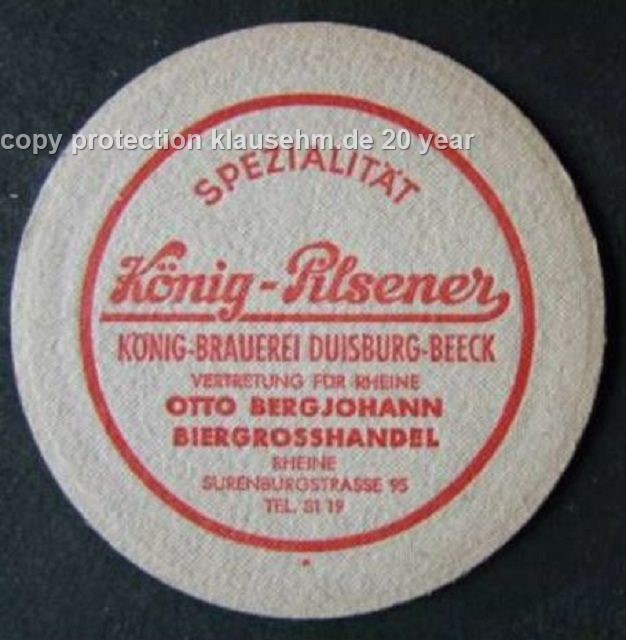 copy protection klausehm.de 20 year
SPEZIALITÄT
König-Pilsener
KÖNIG-BRAUEREI DUISBURG-BEECK
VERTRETUNG FÜR RHEINE
OTTO BERGJOHANN
BIERGROSSHANDEL
RHEINE
SURENBURGSTRASSE 95
TEL. 81 19